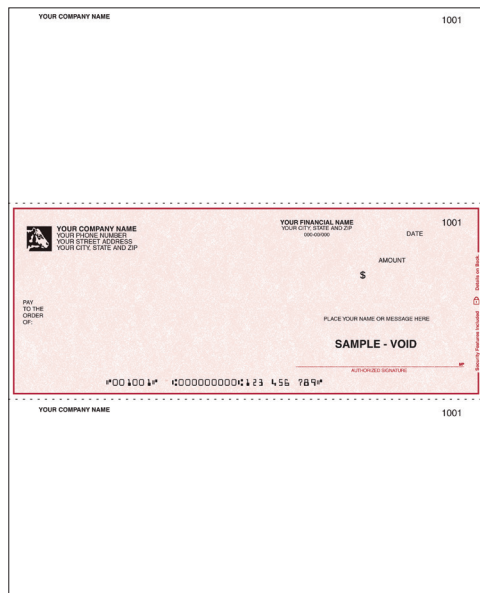 YOUR COMPANY NAME
1001
YOUR COMPANY NAME
YOUR PHONE NUMBER
YOUR STREET ADDRESS
YOUR CITY, STATE AND ZIP
YOUR FINANCIAL NAME
YOUR CITY, STATE AND ZIP
000-00/000
1001
DATE
AMOUNT
$
PAY
TO THE
ORDER
OF:
PLACE YOUR NAME OR MESSAGE HERE
SAMPLE - VOID
MP
AUTHORIZED SIGNATURE
Security Features Included Details on Back
⑈001001⑈ ⑆000000000⑆123 456 789⑈
YOUR COMPANY NAME
1001